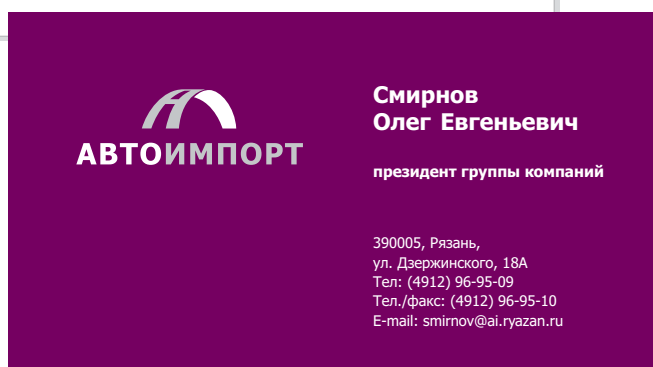 АВТОИМПОРТ
Смирнов
Олег Евгеньевич
президент группы компаний
390005, Рязань,
ул. Дзержинского, 18А
Тел: (4912) 96-95-09
Тел./факс: (4912) 96-95-10
E-mail: smirnov@ai.ryazan.ru